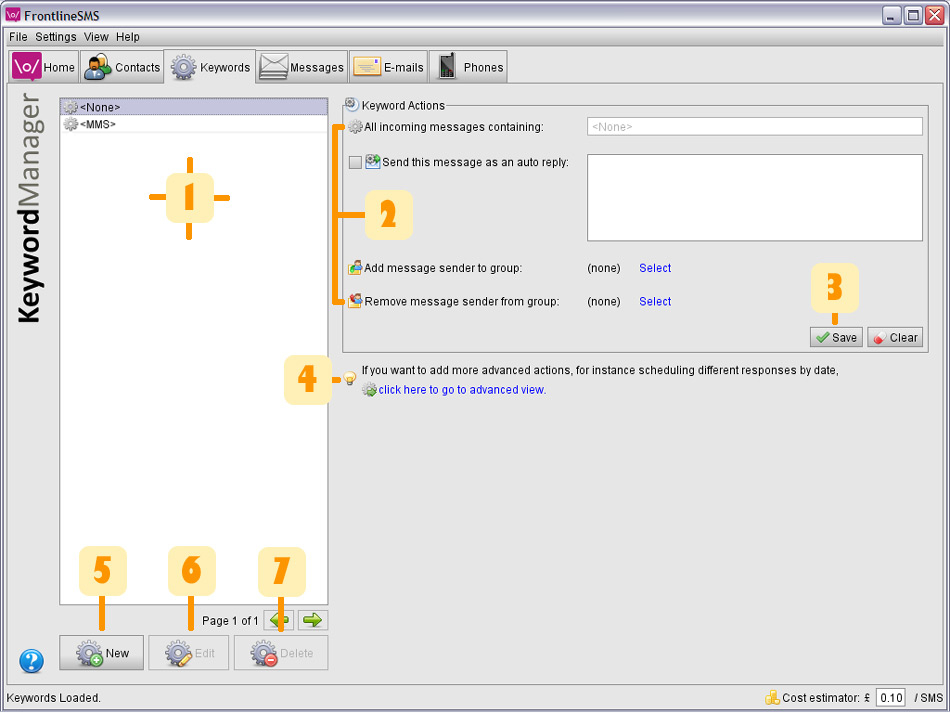 FrontlineSMS
File Settings View Help
\o/ Home Contacts Keywords Messages E-mails Phones
KeywordManager
<None>
<MMS>
1
Keyword Actions
All incoming messages containing: <None>
Send this message as an auto reply:
2
Add message sender to group: (none) Select
Remove message sender from group: (none) Select
3
Save Clear
4
If you want to add more advanced actions, for instance scheduling different responses by date,
click here to go to advanced view.
5 6 7
Page 1 of 1
New Edit Delete
?
Keywords Loaded. Cost estimator: £ 0.10 / SMS